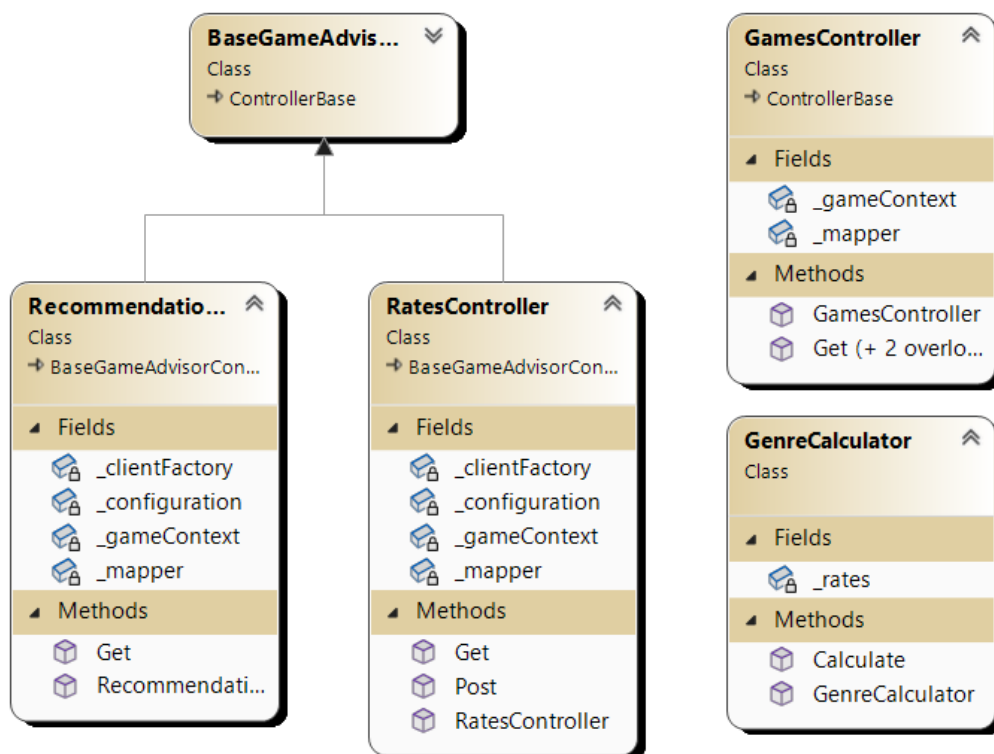 BaseGameAdvis...
Class
ControllerBase
RecommendatIo...
Class
BaseGameAdvisorCon...
Fields
_clientFactory
_configuration
_gameContext
_mapper
Methods
Get
Recommendati...
RatesController
Class
BaseGameAdvisorCon...
Fields
_clientFactory
_configuration
_gameContext
_mapper
Methods
Get
Post
RatesController
GamesController
Class
ControllerBase
Fields
_gameContext
_mapper
Methods
GamesController
Get (+ 2 overlo...
GenreCalculator
Class
Fields
_rates
Methods
Calculate
GenreCalculator